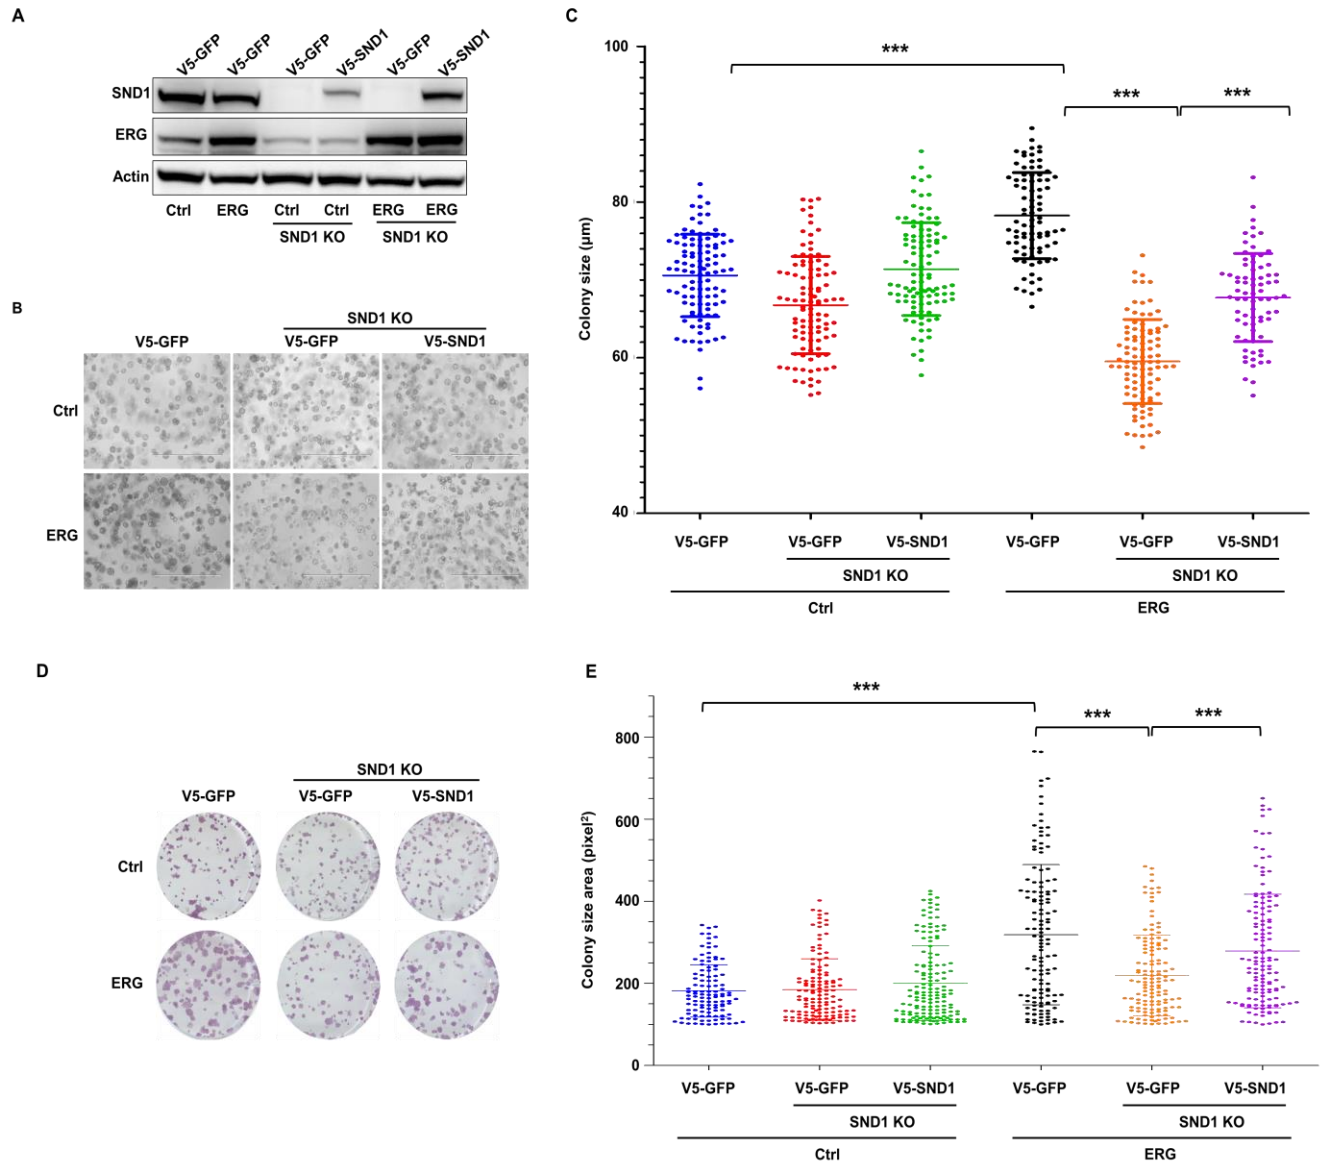 A
V5-GFP V5-GFP V5-GFP V5-SND1 V5-GFP V5-SND1
SND1
ERG
Actin
Ctrl ERG Ctrl Ctrl ERG ERG
SND1 KO SND1 KO
B
SND1 KO
V5-GFP V5-GFP V5-SND1
Ctrl
ERG
C
100
80
60
40
Colony size (µm)
*** *** ***
V5-GFP V5-GFP V5-SND1 V5-GFP V5-GFP V5-SND1
SND1 KO SND1 KO
Ctrl ERG
D
SND1 KO
V5-GFP V5-GFP V5-SND1
Ctrl
ERG
E
800
600
400
200
0
Colony size area (pixel²)
*** *** ***
V5-GFP V5-GFP V5-SND1 V5-GFP V5-GFP V5-SND1
SND1 KO SND1 KO
Ctrl ERG